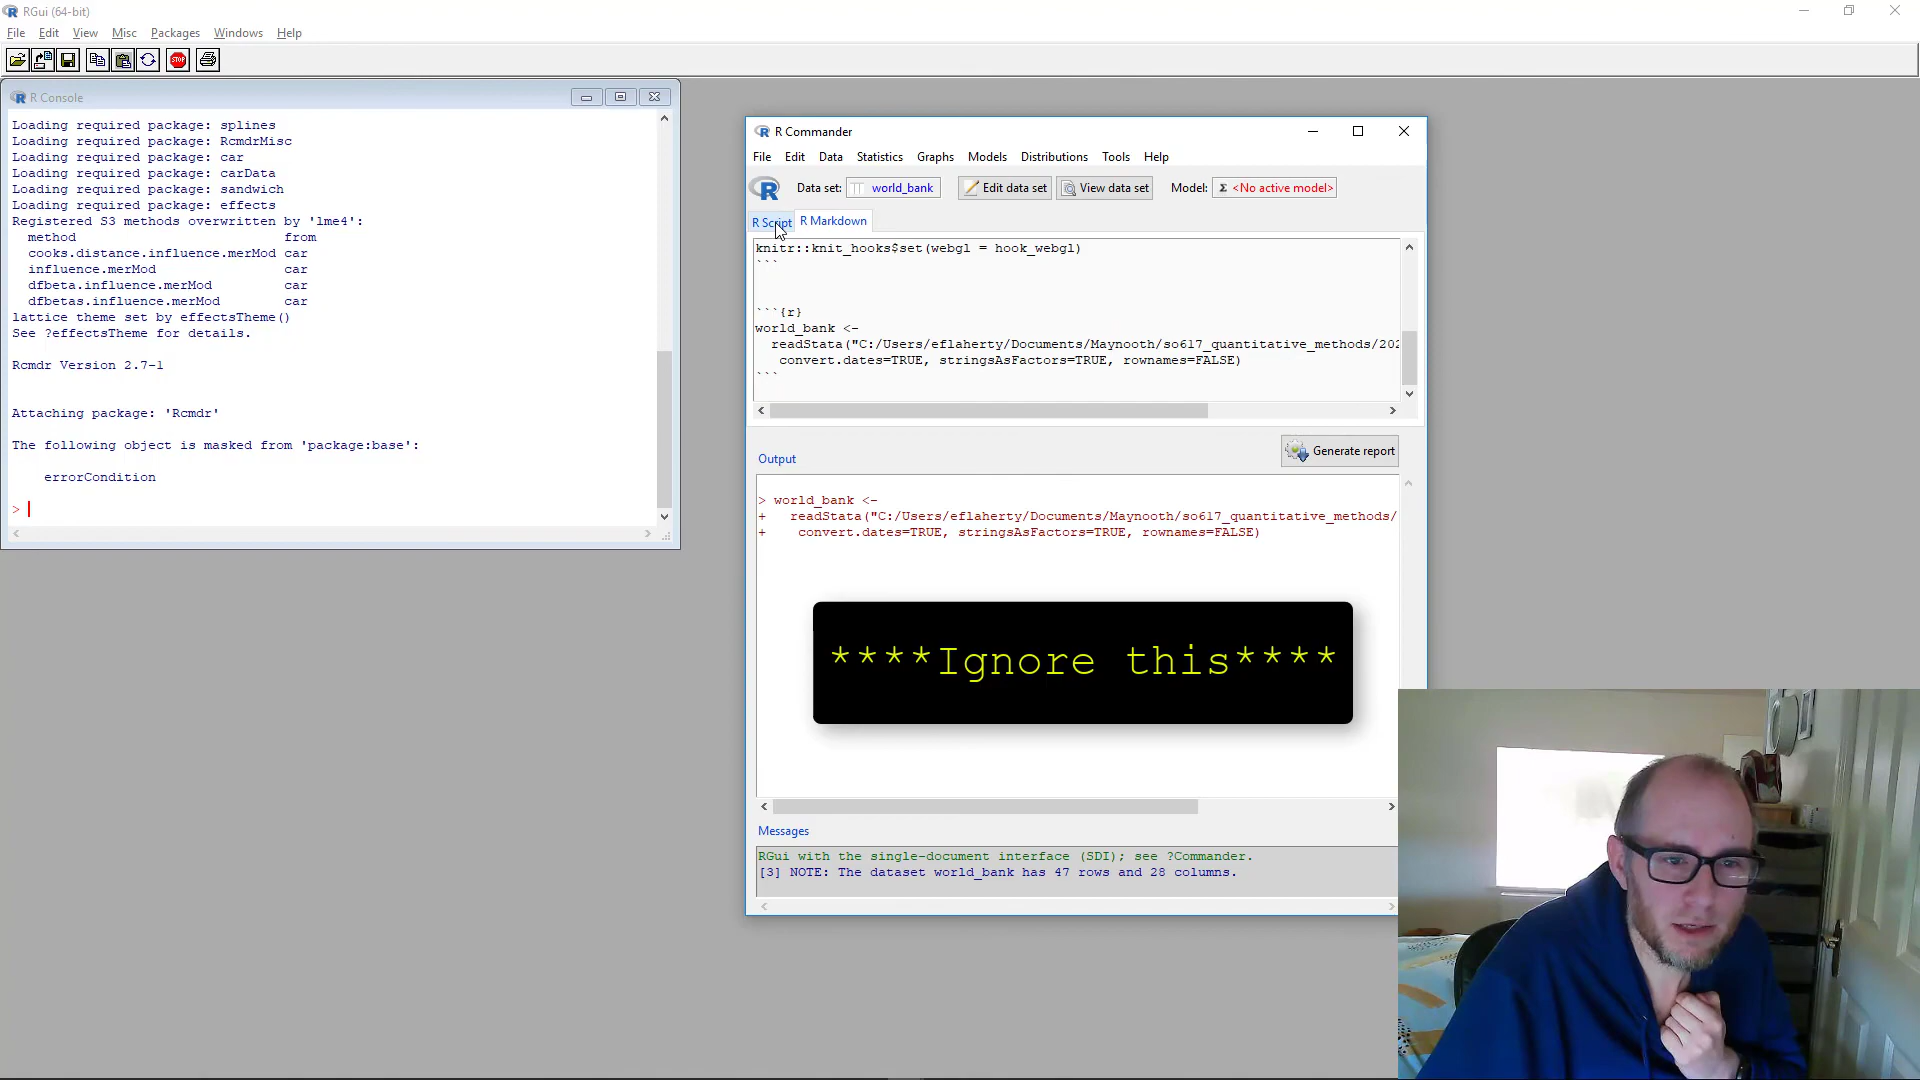 RGui (64-bit)
File Edit View Misc Packages Windows Help
STOP
R Console
Loading required package: splines
Loading required package: RcmdrMisc
Loading required package: car
Loading required package: carData
Loading required package: sandwich
Loading required package: effects
Registered S3 methods overwritten by 'lme4':
method from
cooks.distance.influence.merMod car
influence.merMod car
dfbeta.influence.merMod car
dfbetas.influence.merMod car
lattice theme set by effectsTheme()
See ?effectsTheme for details.
Rcmdr Version 2.7-1
Attaching package: 'Rcmdr'
The following object is masked from 'package:base':
errorCondition
>
R Commander
File Edit Data Statistics Graphs Models Distributions Tools Help
R Data set: world_bank Edit data set View data set Model: Σ <No active model>
R Script R Markdown
knitr::knit_hooks$set(webgl = hook_webgl)
```
```{r}
world_bank <-
readStata("C:/Users/eflaherty/Documents/Maynooth/so617_quantitative_methods/202
convert.dates=TRUE, stringsAsFactors=TRUE, rownames=FALSE)
```
Output
Generate report
> world_bank <-
+ readStata("C:/Users/eflaherty/Documents/Maynooth/so617_quantitative_methods/
+ convert.dates=TRUE, stringsAsFactors=TRUE, rownames=FALSE)
****Ignore this****
Messages
RGui with the single-document interface (SDI); see ?Commander.
[3] NOTE: The dataset world_bank has 47 rows and 28 columns.